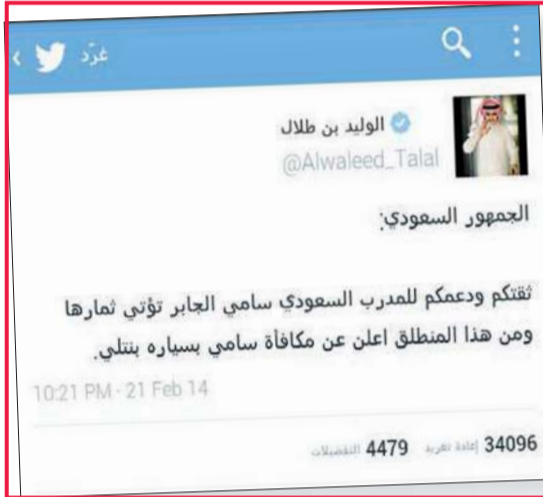 غرّد
الوليد بن طلال
@Alwaleed_Talal
الجمهور السعودي:
ثقتكم ودعمكم للمدرب السعودي سامي الجابر تؤتي ثمارها
ومن هذا المنطلق اعلن عن مكافأة سامي بسياره بنتلي.
10:21 PM · 21 Feb 14
34096 إعادة تغريد 4479 التفضيلات